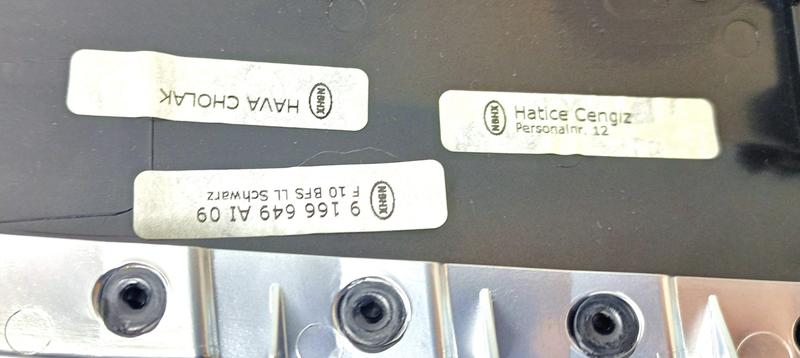 HAVA CHOLAK
NBHX
NBHX
Hatice Cengiz
Personalnr. 12
NBHX
9 166 649 AI 09
F 10 BFS LL Schwarz